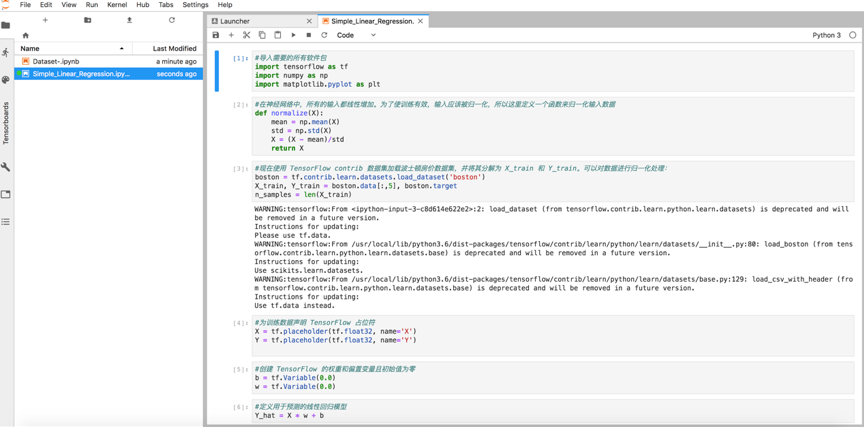 File Edit View Run Kernel Hub Tabs Settings Help
Launcher
Simple_Linear_Regression.
Code
Python 3
Name
Last Modified
Dataset-.ipynb a minute ago
Simple_Linear_Regression.ipy... seconds ago
Tensorboards
[1]: #导入需要的所有软件包
import tensorflow as tf
import numpy as np
import matplotlib.pyplot as plt
[2]: #在神经网络中，所有的输入都线性增加。为了使训练有效，输入应该被归一化，所以这里定义一个函数来归一化输入数据
def normalize(X):
mean = np.mean(X)
std = np.std(X)
X = (X - mean)/std
return X
[3]: #现在使用 TensorFlow contrib 数据集加载波士顿房价数据集，并将其分解为 X_train 和 Y_train。可以对数据进行归一化处理：
boston = tf.contrib.learn.datasets.load_dataset('boston')
X_train, Y_train = boston.data[:,5], boston.target
n_samples = len(X_train)
WARNING:tensorflow:From <ipython-input-3-c8d614e622e2>:2: load_dataset (from tensorflow.contrib.learn.python.learn.datasets) is deprecated and will
be removed in a future version.
Instructions for updating:
Please use tf.data.
WARNING:tensorflow:From /usr/local/lib/python3.6/dist-packages/tensorflow/contrib/learn/python/learn/datasets/__init__.py:80: load_boston (from tens
orflow.contrib.learn.python.learn.datasets.base) is deprecated and will be removed in a future version.
Instructions for updating:
Use scikits.learn.datasets.
WARNING:tensorflow:From /usr/local/lib/python3.6/dist-packages/tensorflow/contrib/learn/python/learn/datasets/base.py:129: load_csv_with_header (fro
m tensorflow.contrib.learn.python.learn.datasets.base) is deprecated and will be removed in a future version.
Instructions for updating:
Use tf.data instead.
[4]: #为训练数据声明 TensorFlow 占位符
X = tf.placeholder(tf.float32, name='X')
Y = tf.placeholder(tf.float32, name='Y')
[5]: #创建 TensorFlow 的权重和偏置变量且初始值为零
b = tf.Variable(0.0)
w = tf.Variable(0.0)
[6]: #定义用于预测的线性回归模型
Y_hat = X * w + b